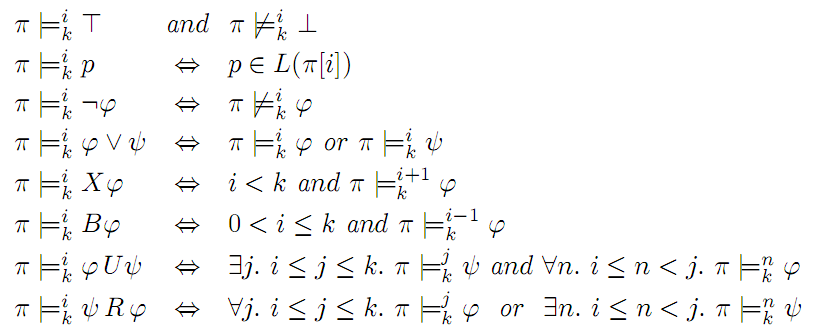 π ⊨ᵢₖ ⊤ and π ⊭ᵢₖ ⊥
π ⊨ᵢₖ p ⇔ p ∈ L(π[i])
π ⊨ᵢₖ ¬φ ⇔ π ⊭ᵢₖ φ
π ⊨ᵢₖ φ ∨ ψ ⇔ π ⊨ᵢₖ φ or π ⊨ᵢₖ ψ
π ⊨ᵢₖ Xφ ⇔ i < k and π ⊨ⁱ⁺¹ₖ φ
π ⊨ᵢₖ Bφ ⇔ 0 < i ≤ k and π ⊨ⁱ⁻¹ₖ φ
π ⊨ᵢₖ φ U ψ ⇔ ∃j. i ≤ j ≤ k. π ⊨ʲₖ ψ and ∀n. i ≤ n < j. π ⊨ⁿₖ φ
π ⊨ᵢₖ ψ R φ ⇔ ∀j. i ≤ j ≤ k. π ⊨ʲₖ φ or ∃n. i ≤ n < j. π ⊨ⁿₖ ψ